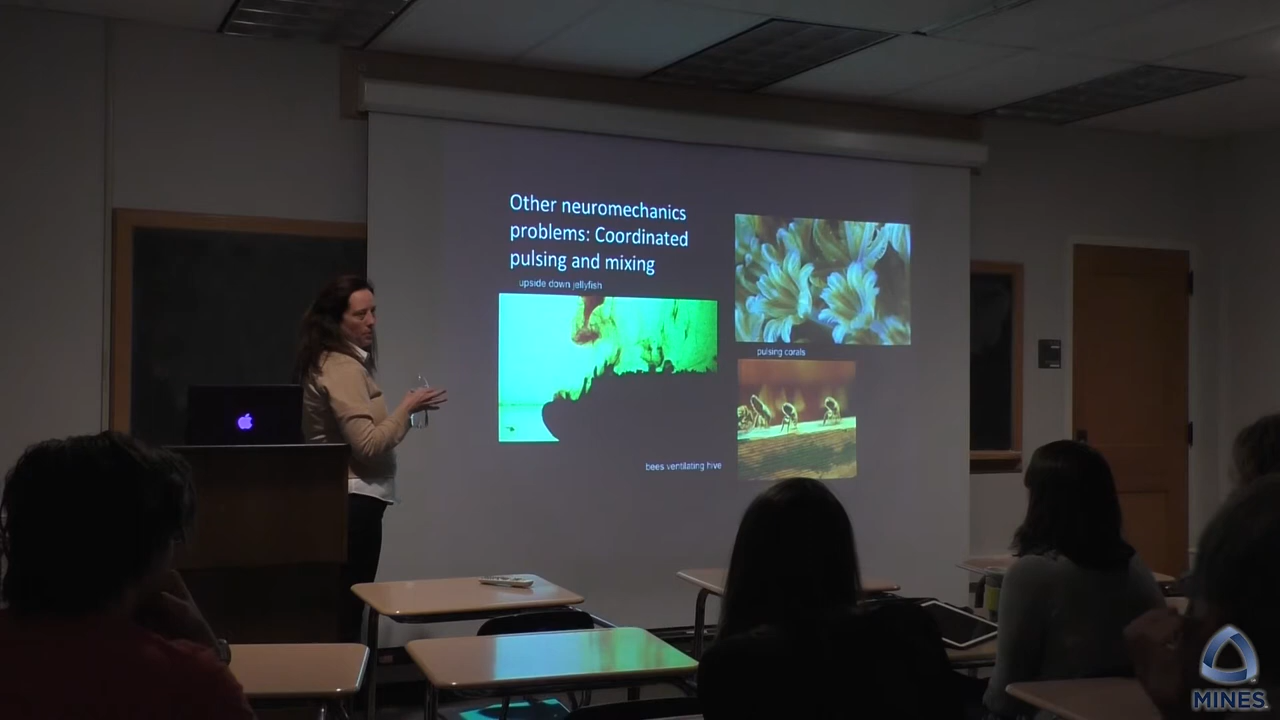 Other neuromechanics
problems: Coordinated
pulsing and mixing
upside down jellyfish
pulsing corals
bees ventilating hive
MINES